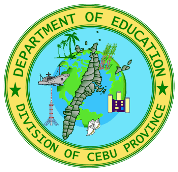 DEPARTMENT OF EDUCATION
DIVISION OF CEBU PROVINCE